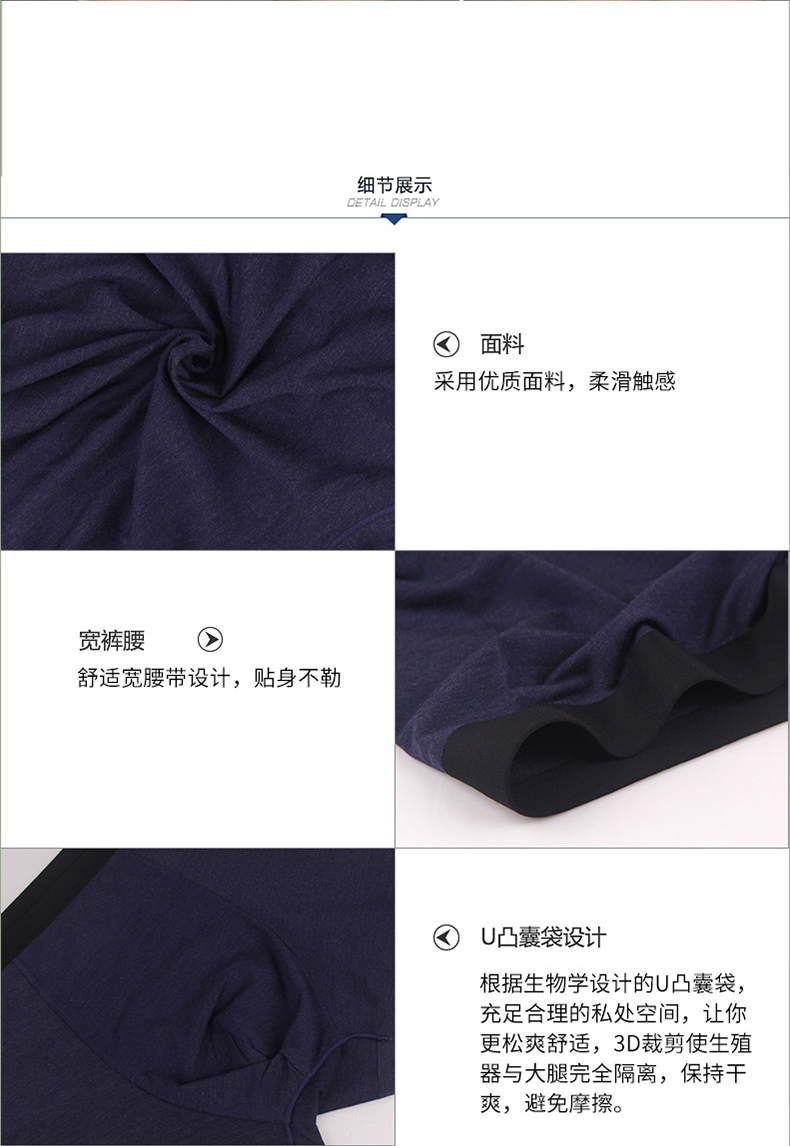 细节展示
DETAIL DISPLAY
面料
采用优质面料，柔滑触感
宽裤腰
舒适宽腰带设计，贴身不勒
U凸囊袋设计
根据生物学设计的U凸囊袋，
充足合理的私处空间，让你
更松爽舒适，3D裁剪使生殖
器与大腿完全隔离，保持干
爽，避免摩擦。